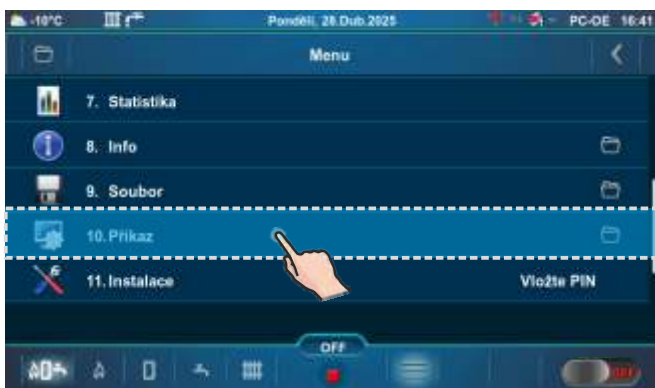 -10°C Pondělí, 28.Dub.2025 PC-OE 16:41
Menu
7. Statistika
8. Info
9. Soubor
10. Příkaz
11. Instalace Vložte PIN
OFF
OFF